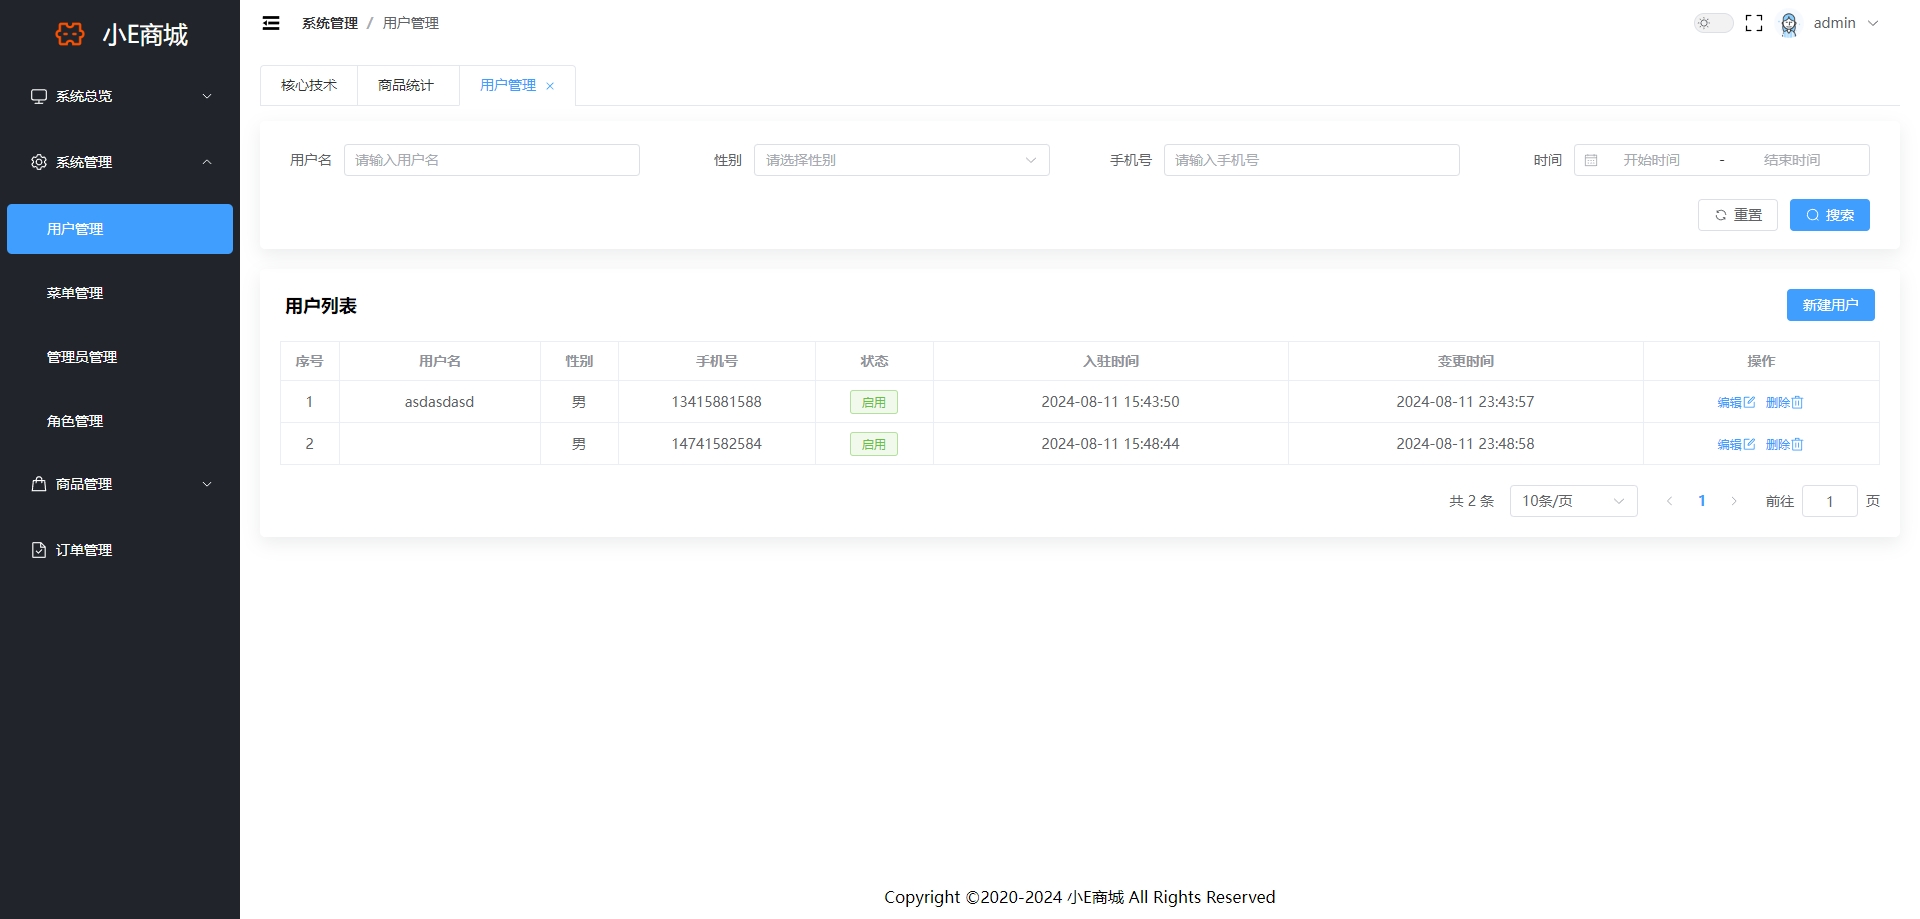 小E商城
系统总览
系统管理
用户管理
菜单管理
管理员管理
角色管理
商品管理
订单管理
系统管理 / 用户管理
admin
核心技术 商品统计 用户管理
用户名 请输入用户名 性别 请选择性别 手机号 请输入手机号 时间 开始时间 - 结束时间
重置 搜索
用户列表 新建用户
序号 用户名 性别 手机号 状态 入驻时间 变更时间 操作
1 asdasdasd 男 13415881588 启用 2024-08-11 15:43:50 2024-08-11 23:43:57 编辑 删除
2 男 14741582584 启用 2024-08-11 15:48:44 2024-08-11 23:48:58 编辑 删除
共 2 条 10条/页 1 前往 1 页
Copyright ©2020-2024 小E商城 All Rights Reserved